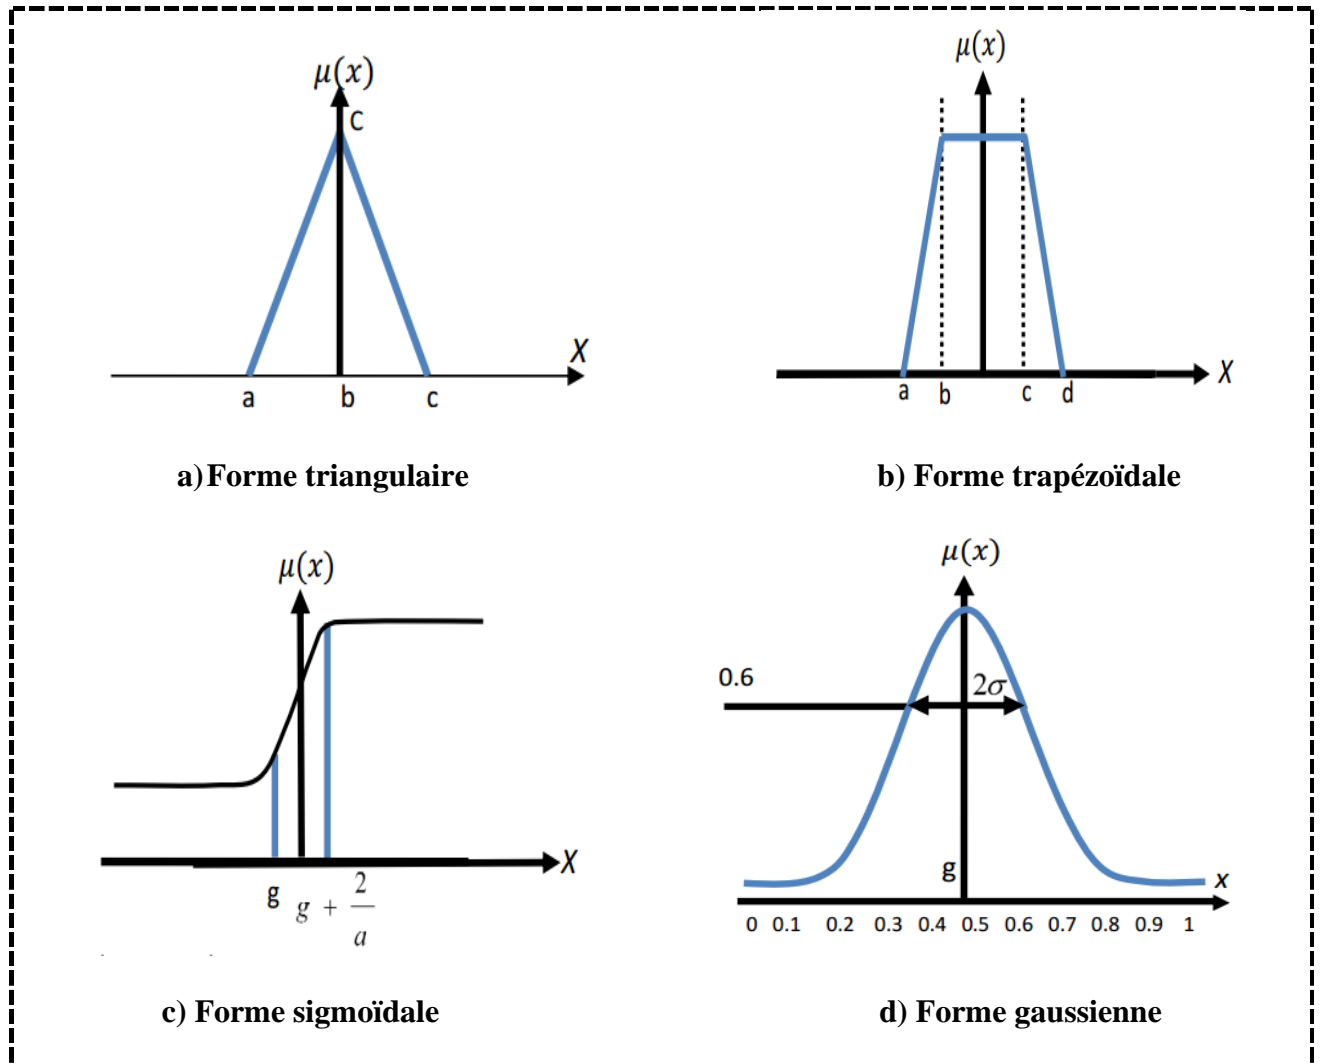 μ(x)
C
X
a b c
a) Forme triangulaire
μ(x)
X
a b c d
b) Forme trapézoïdale
μ(x)
X
g g + 2/a
c) Forme sigmoïdale
μ(x)
0.6
2σ
g
x
0 0.1 0.2 0.3 0.4 0.5 0.6 0.7 0.8 0.9 1
d) Forme gaussienne